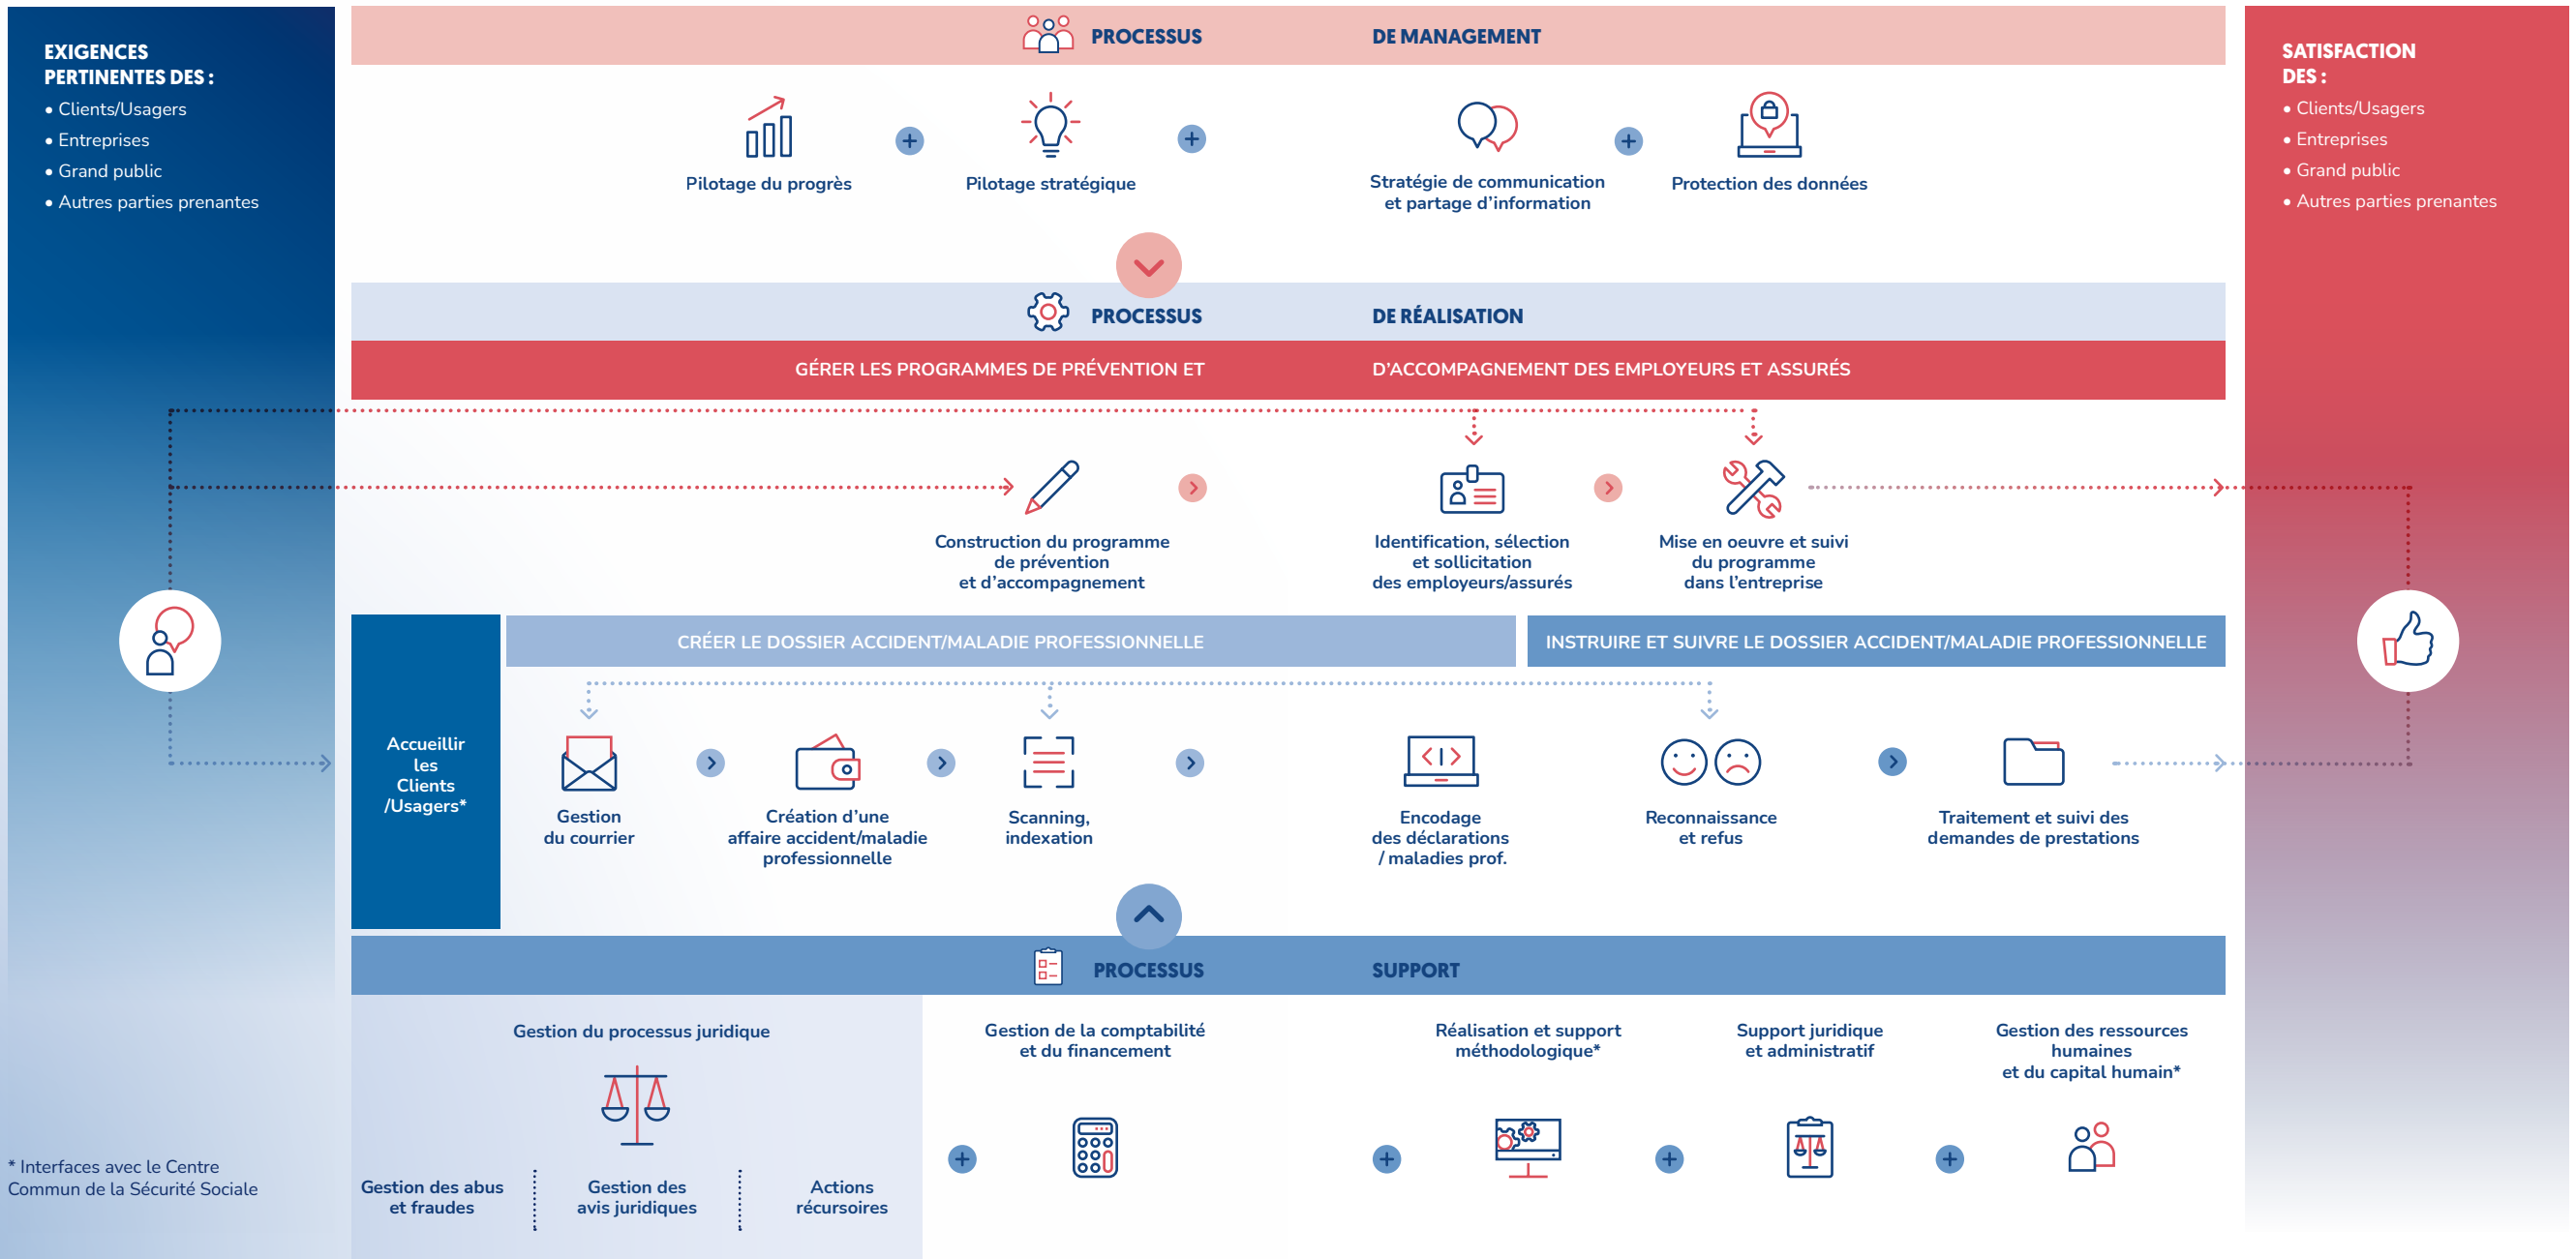 EXIGENCES
PERTINENTES DES :
• Clients/Usagers
• Entreprises
• Grand public
• Autres parties prenantes
PROCESSUS DE MANAGEMENT
Pilotage du progrès
Pilotage stratégique
Stratégie de communication
et partage d’information
Protection des données
SATISFACTION
DES :
• Clients/Usagers
• Entreprises
• Grand public
• Autres parties prenantes
PROCESSUS DE RÉALISATION
GÉRER LES PROGRAMMES DE PRÉVENTION ET D’ACCOMPAGNEMENT DES EMPLOYEURS ET ASSURÉS
Construction du programme
de prévention
et d’accompagnement
Identification, sélection
et sollicitation
des employeurs/assurés
Mise en oeuvre et suivi
du programme
dans l’entreprise
Accueillir
les
Clients
/Usagers*
CRÉER LE DOSSIER ACCIDENT/MALADIE PROFESSIONNELLE
INSTRUIRE ET SUIVRE LE DOSSIER ACCIDENT/MALADIE PROFESSIONNELLE
Gestion
du courrier
Création d’une
affaire accident/maladie
professionnelle
Scanning,
indexation
Encodage
des déclarations
/ maladies prof.
Reconnaissance
et refus
Traitement et suivi des
demandes de prestations
PROCESSUS SUPPORT
Gestion du processus juridique
Gestion des abus
et fraudes
Gestion des
avis juridiques
Actions
récursoires
Gestion de la comptabilité
et du financement
Réalisation et support
méthodologique*
Support juridique
et administratif
Gestion des ressources
humaines
et du capital humain*
* Interfaces avec le Centre
Commun de la Sécurité Sociale